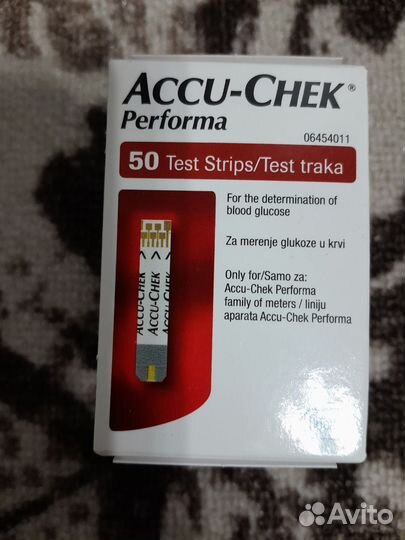 ACCU-CHEK®
Performa
06454011
50 Test Strips/Test traka
For the determination of
blood glucose
Za merenje glukoze u krvi
Only for/Samo za:
Accu-Chek Performa
family of meters / liniju
aparata Accu-Chek Performa
ACCU-CHEK
ACCU-CHEK
ACCU-CHEK
Avito